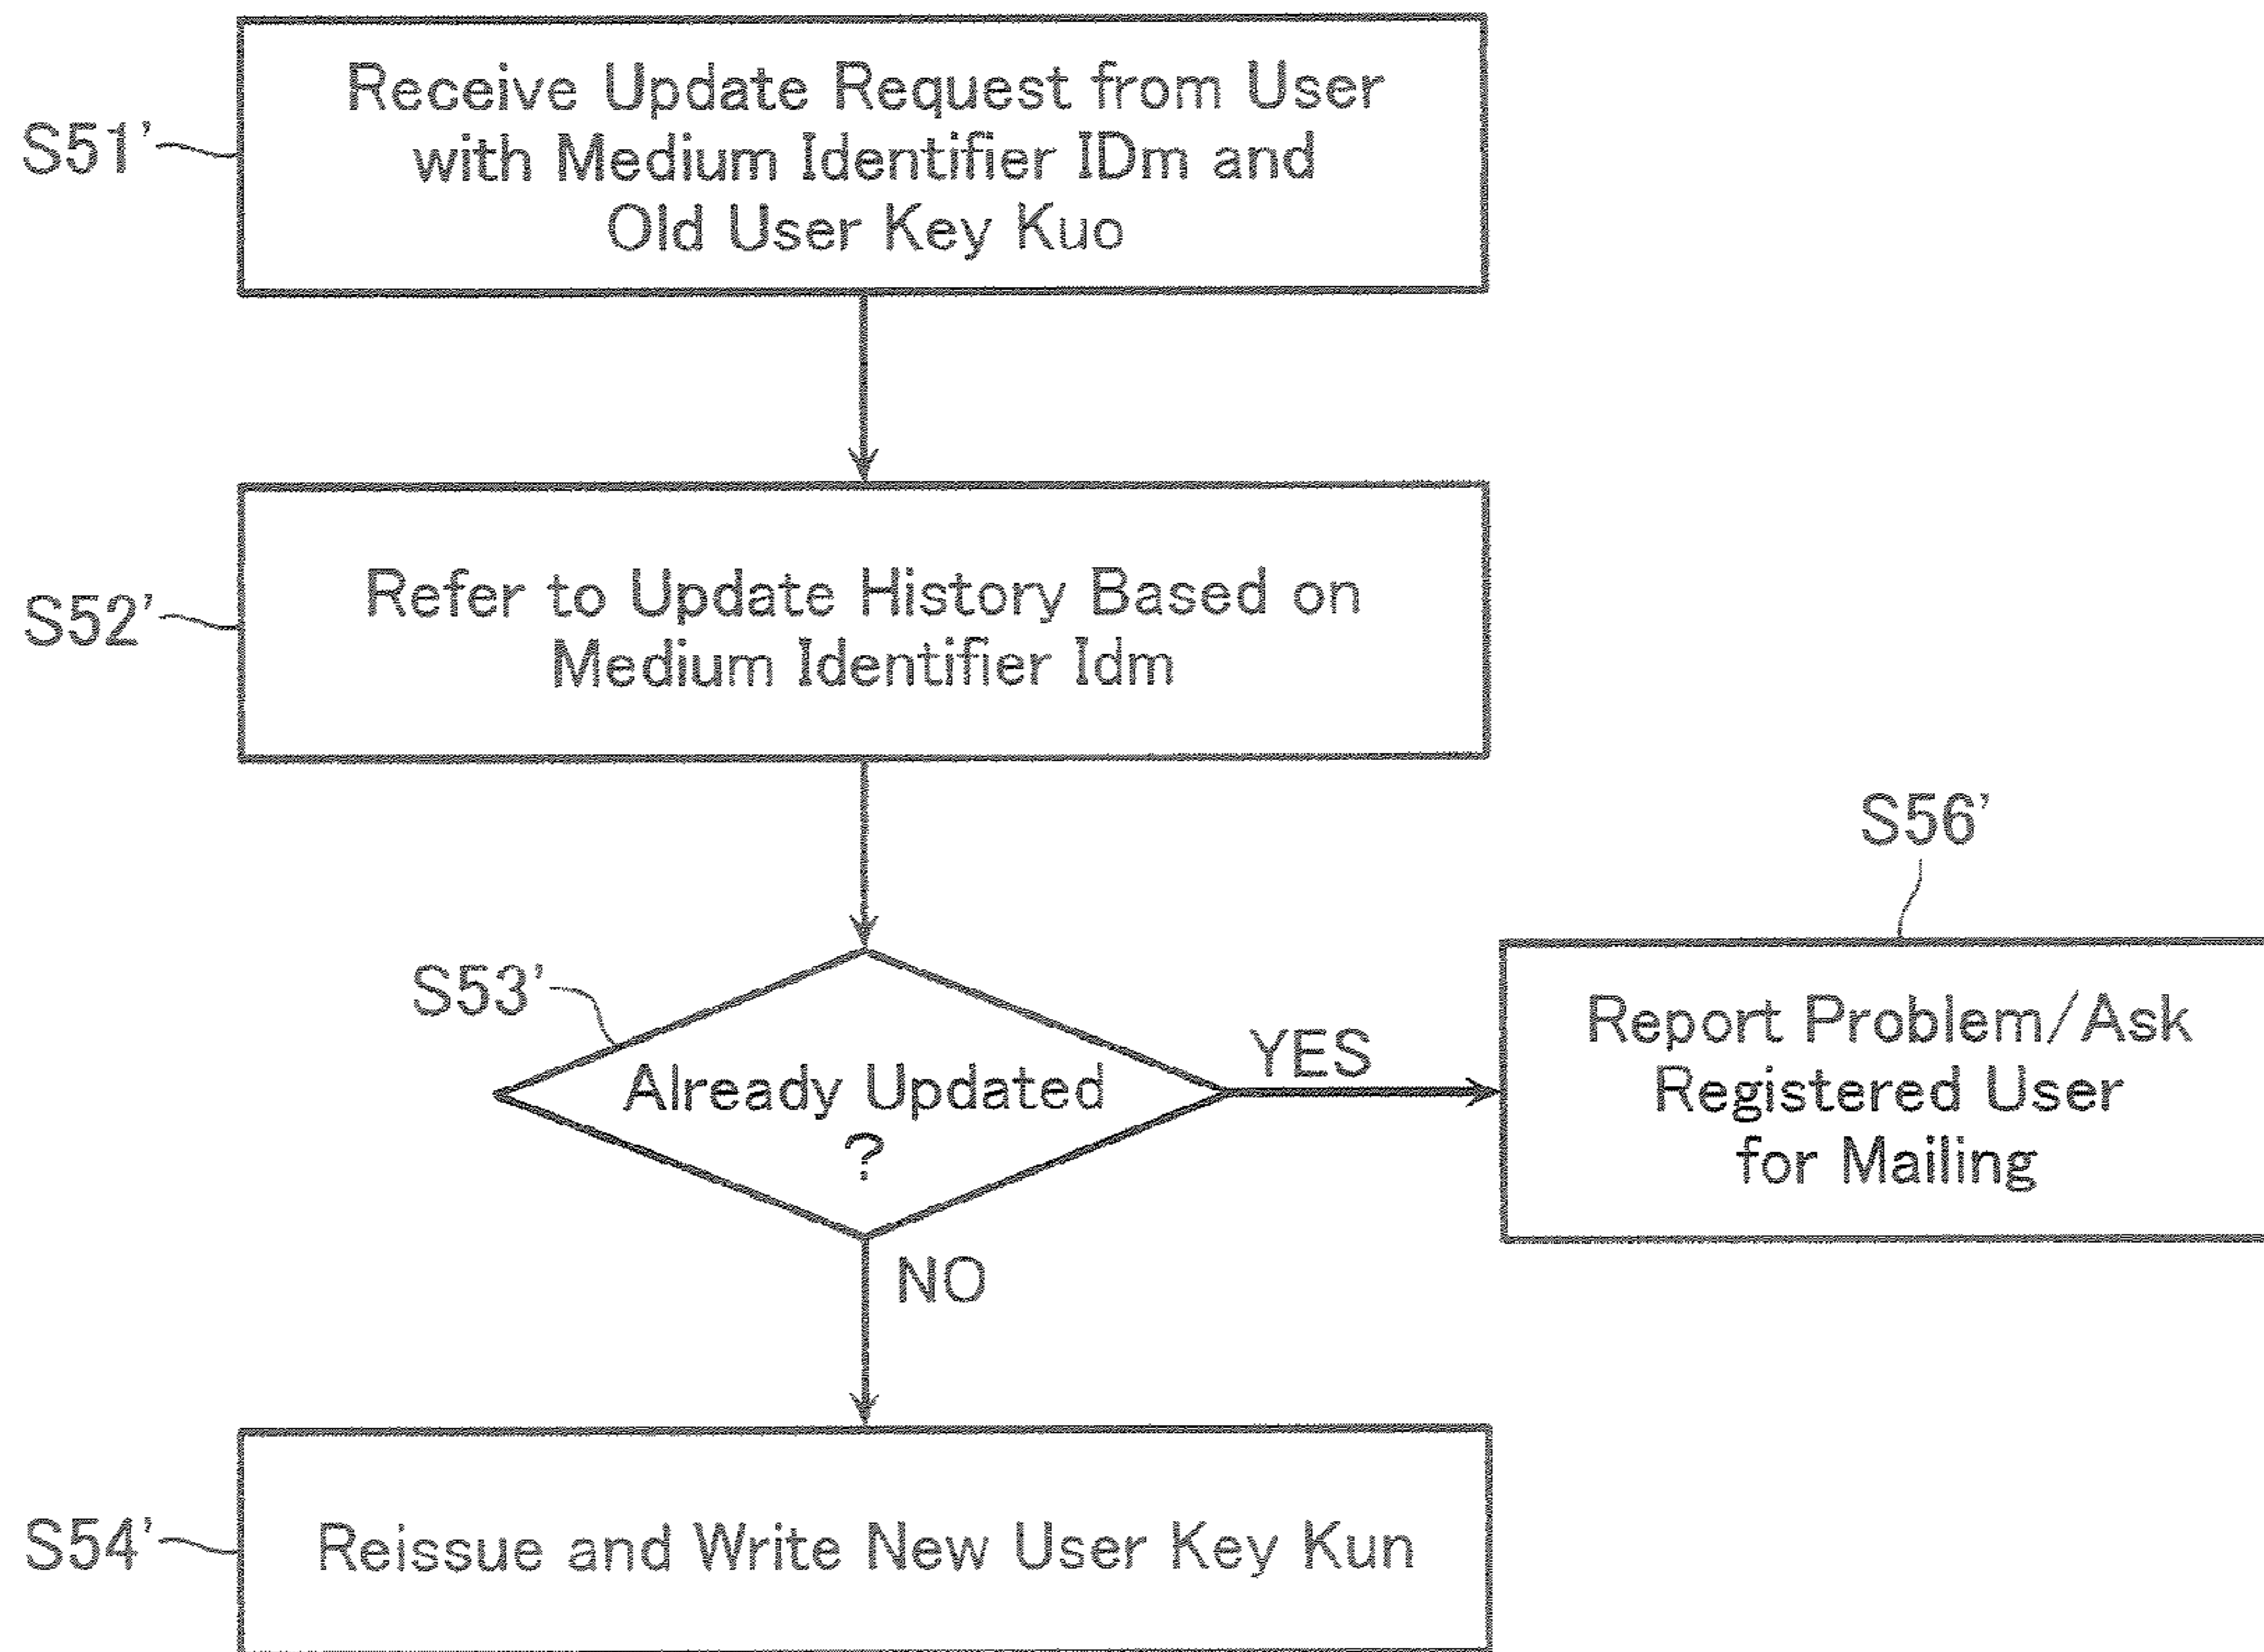 S51'
Receive Update Request from User
with Medium Identifier IDm and
Old User Key Kuo
S52'
Refer to Update History Based on
Medium Identifier Idm
S53'
Already Updated
?
YES
S56'
Report Problem/Ask
Registered User
for Mailing
NO
S54'
Reissue and Write New User Key Kun